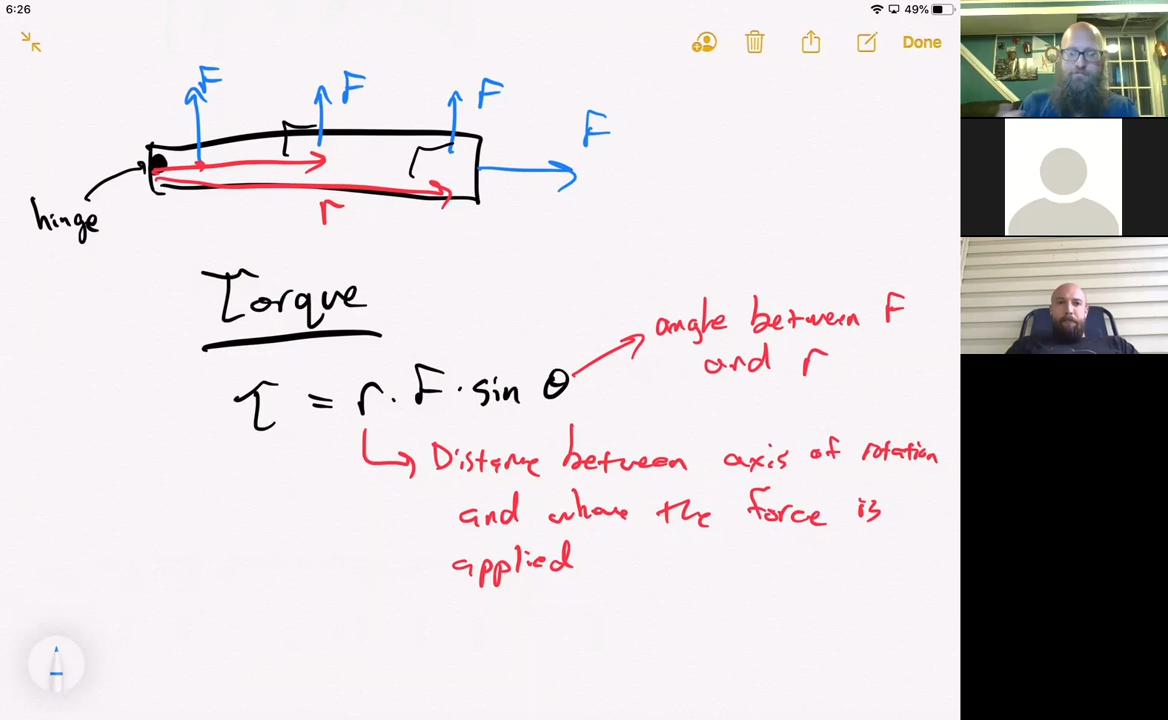 6:26
49%
Done
F
F
F
F
hinge
r
Torque
angle between F
and r
τ = r · F · sin θ
Distance between axis of rotation
and where the force is
applied